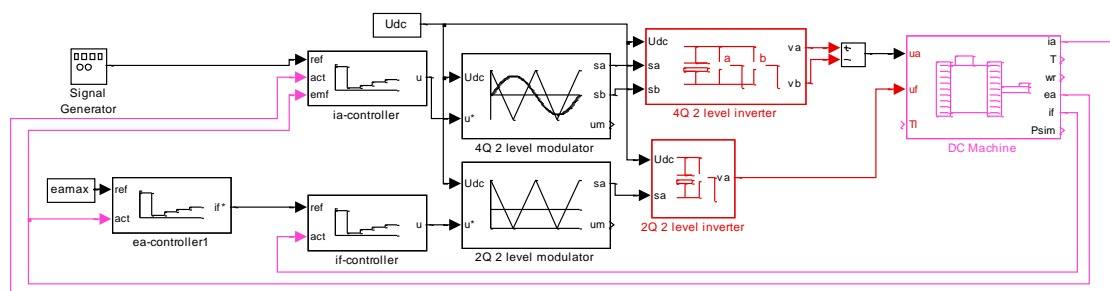 Udc
Signal
Generator
ref
act
emf
u
ia-controller
Udc
u*
sa
sb
um
4Q 2 level modulator
Udc
sa
sb
a
b
va
vb
4Q 2 level inverter
+
-
ua
uf
Tl
ia
T
wr
ea
if
Psim
DC Machine
eamax
ref
act
if*
ea-controller1
ref
act
u
if-controller
Udc
u*
sa
um
2Q 2 level modulator
Udc
sa
va
2Q 2 level inverter